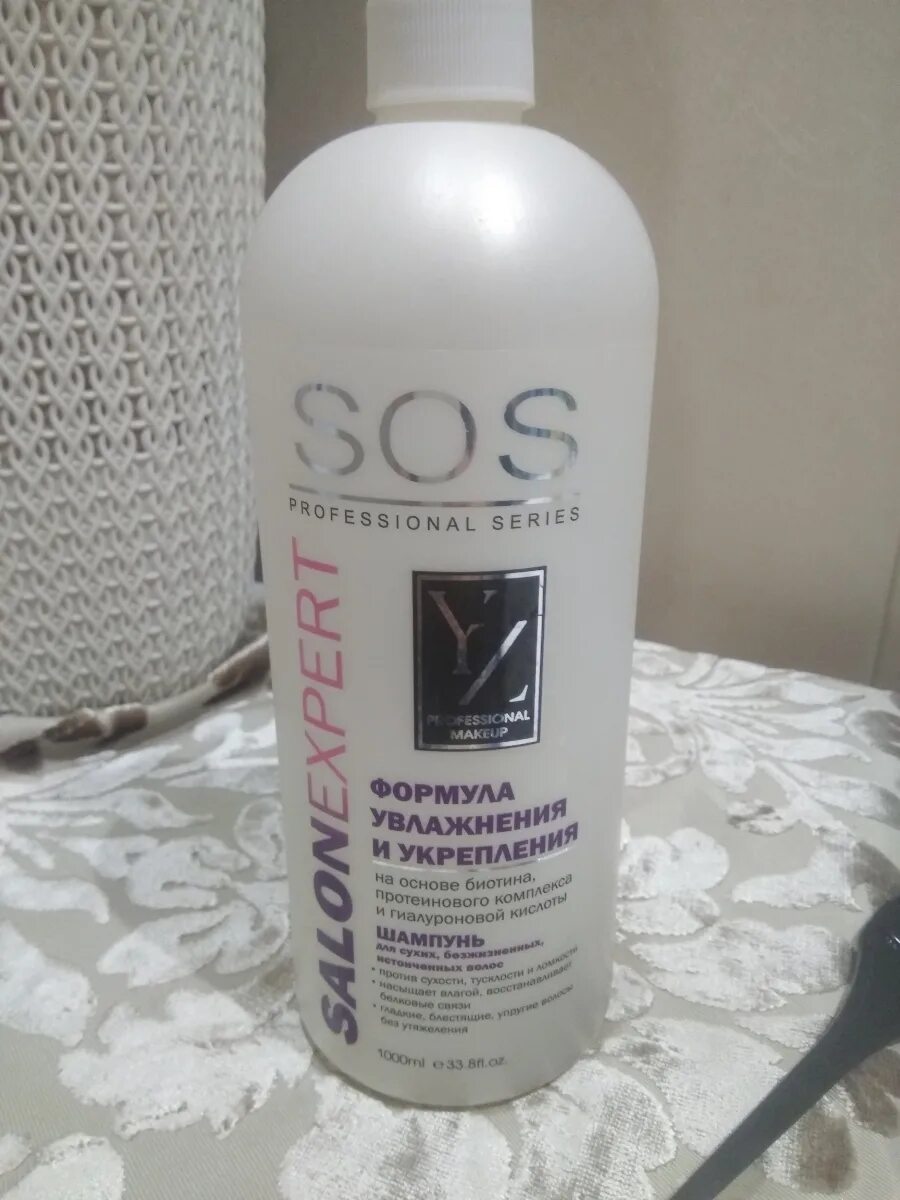 SOS
PROFESSIONAL SERIES
SALONEXPERT
YZ
PROFESSIONAL
MAKEUP
ФОРМУЛА
УВЛАЖНЕНИЯ
И УКРЕПЛЕНИЯ
на основе биотина,
протеинового комплекса
и гиалуроновой кислоты
ШАМПУНЬ
для сухих, безжизненных,
истонченных волос
• против сухости, тусклости и ломкости
• насыщает влагой, восстанавливает
белковые связи
• гладкие, блестящие, упругие волосы
без утяжеления
1000ml ℮ 33.8fl.oz.